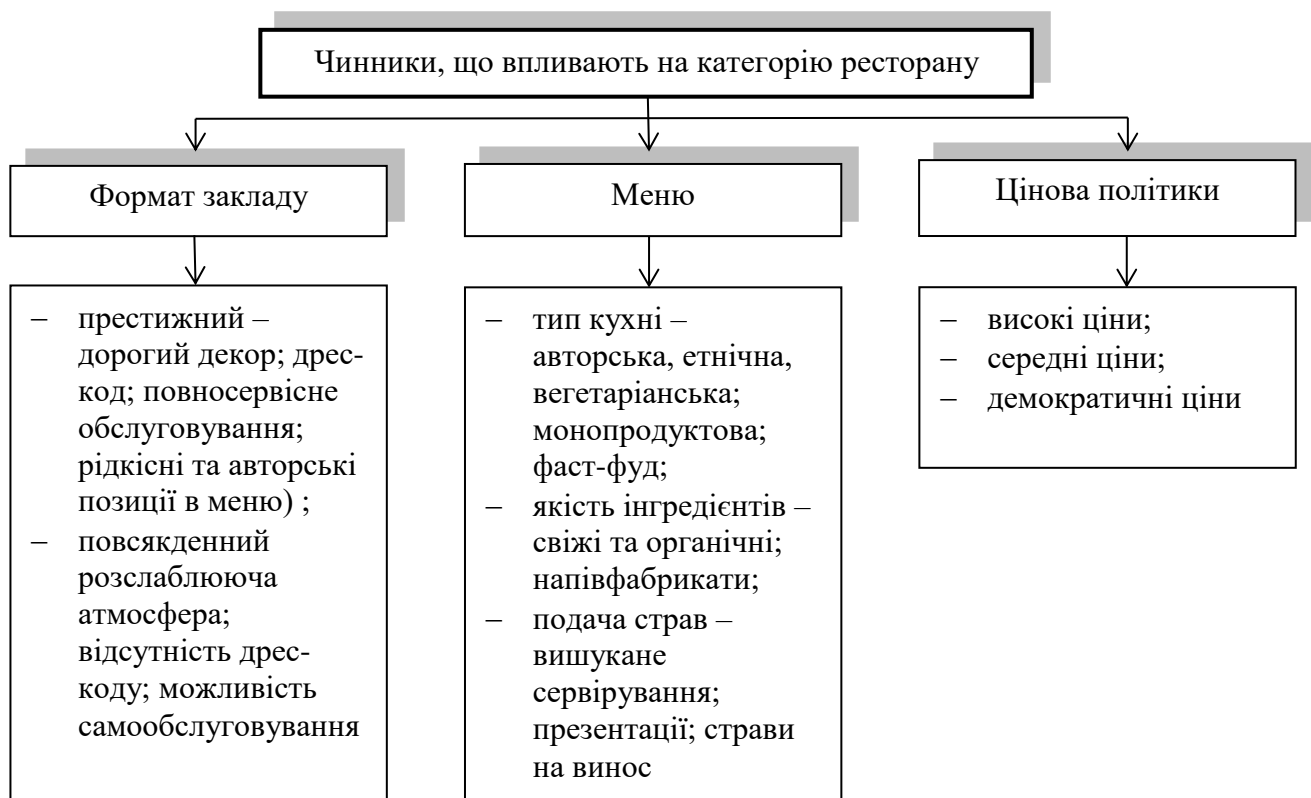 Чинники, що впливають на категорію ресторану
Формат закладу
Меню
Цінова політики
– престижний –
дорогий декор; дрес-
код; повносервісне
обслуговування;
рідкісні та авторські
позиції в меню) ;
– повсякденний
розслаблююча
атмосфера;
відсутність дрес-
коду; можливість
самообслуговування
– тип кухні –
авторська, етнічна,
вегетаріанська;
монопродуктова;
фаст-фуд;
– якість інгредієнтів –
свіжі та органічні;
напівфабрикати;
– подача страв –
вишукане
сервірування;
презентації; страви
на винос
– високі ціни;
– середні ціни;
– демократичні ціни